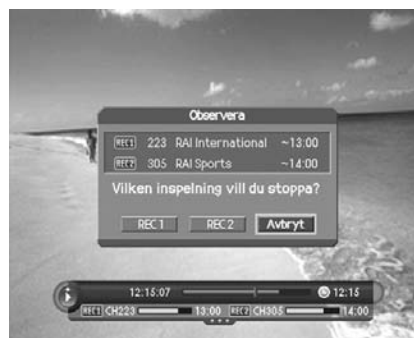 Observera
REC1 223 RAI International ~13:00
REC2 305 RAI Sports ~14:00
Vilken inspelning vill du stoppa?
REC 1 REC 2 Avbryt
12:15:07 12:15
REC1 CH223 13:00 REC2 CH305 14:00